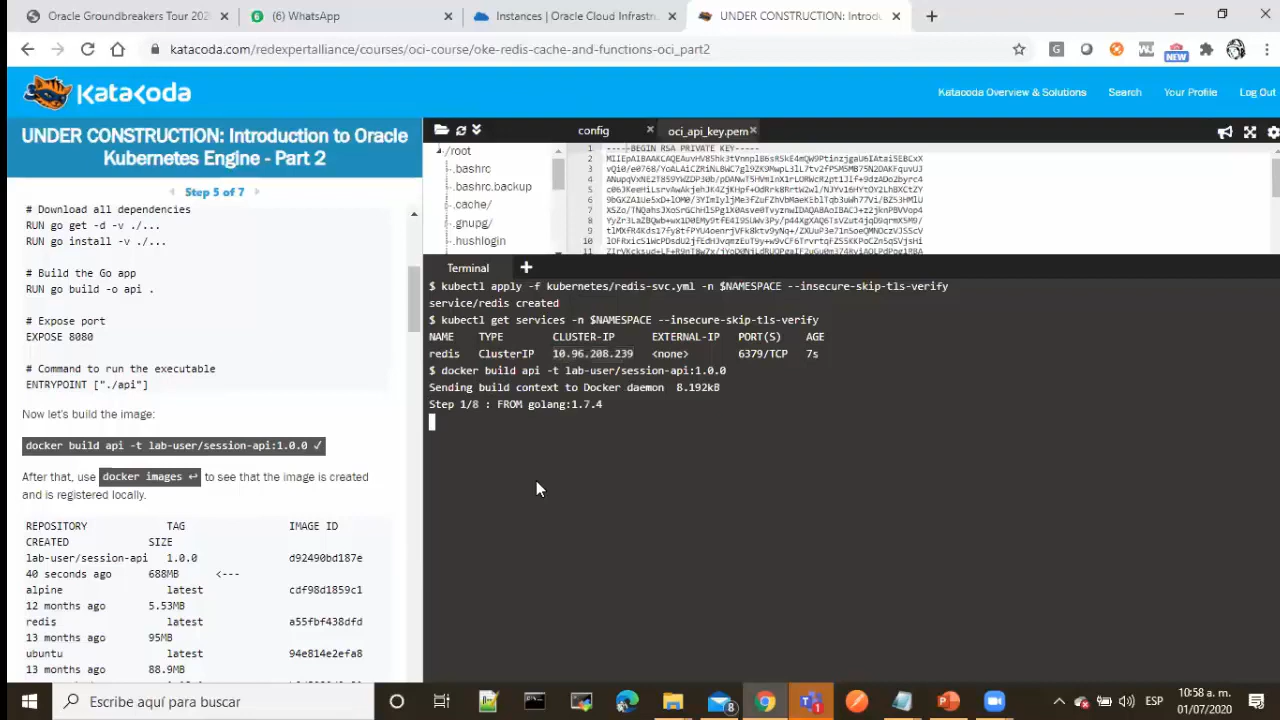 Oracle Groundbreakers Tour 202
(6) WhatsApp
Instances | Oracle Cloud Infrastru
UNDER CONSTRUCTION: Introdu
katacoda.com/redexpertalliance/courses/oci-course/oke-redis-cache-and-functions-oci_part2
NEW
Katacoda
Katacoda Overview & Solutions
Search
Your Profile
Log Out
UNDER CONSTRUCTION: Introduction to Oracle
Kubernetes Engine - Part 2
Step 5 of 7
# Download all dependencies
RUN go get -d -v ./...
RUN go install -v ./...
# Build the Go app
RUN go build -o api .
# Expose port
EXPOSE 8080
# Command to run the executable
ENTRYPOINT ["./api"]
Now let's build the image:
docker build api -t lab-user/session-api:1.0.0 ✓
After that, use docker images ↩ to see that the image is created
and is registered locally.
REPOSITORY TAG IMAGE ID
CREATED SIZE
lab-user/session-api 1.0.0 d92490bd187e
40 seconds ago 688MB <---
alpine latest cdf98d1859c1
12 months ago 5.53MB
redis latest a55fbf438dfd
13 months ago 95MB
ubuntu latest 94e814e2efa8
13 months ago 88.9MB
/root
.bashrc
.bashrc.backup
.cache/
.gnupg/
.hushlogin
config
oci_api_key.pem
1 -----BEGIN RSA PRIVATE KEY-----
2
3
4
5
6
7
8
9
10
11
Terminal
$ kubectl apply -f kubernetes/redis-svc.yml -n $NAMESPACE --insecure-skip-tls-verify
service/redis created
$ kubectl get services -n $NAMESPACE --insecure-skip-tls-verify
NAME TYPE CLUSTER-IP EXTERNAL-IP PORT(S) AGE
redis ClusterIP 10.96.208.239 <none> 6379/TCP 7s
$ docker build api -t lab-user/session-api:1.0.0
Sending build context to Docker daemon 8.192kB
Step 1/8 : FROM golang:1.7.4
Escribe aquí para buscar
ESP
10:58 a. m.
01/07/2020